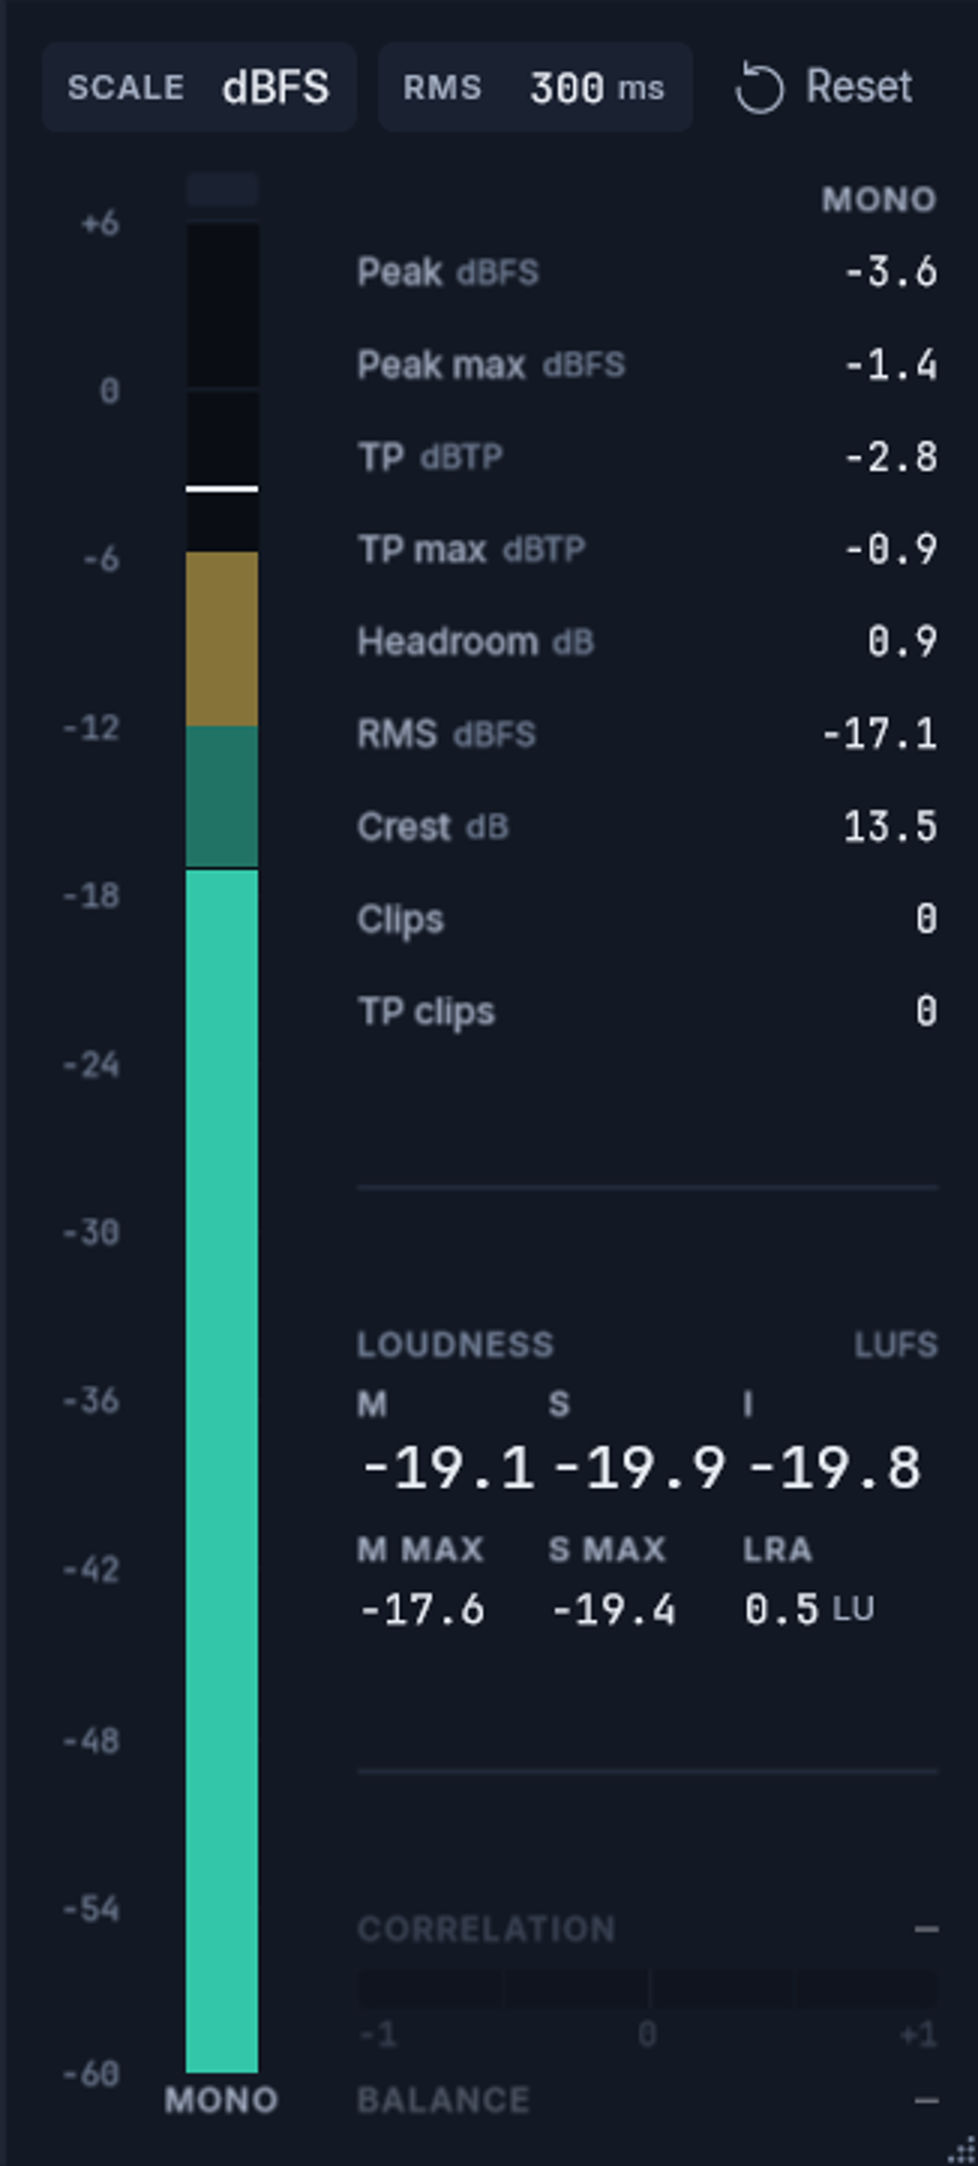 SCALE dBFS RMS 300 ms Reset
MONO
+6
0
-6
-12
-18
-24
-30
-36
-42
-48
-54
-60
MONO
Peak dBFS -3.6
Peak max dBFS -1.4
TP dBTP -2.8
TP max dBTP -0.9
Headroom dB 0.9
RMS dBFS -17.1
Crest dB 13.5
Clips 0
TP clips 0
LOUDNESS LUFS
M S I
-19.1 -19.9 -19.8
M MAX S MAX LRA
-17.6 -19.4 0.5 LU
CORRELATION –
-1 0 +1
BALANCE –